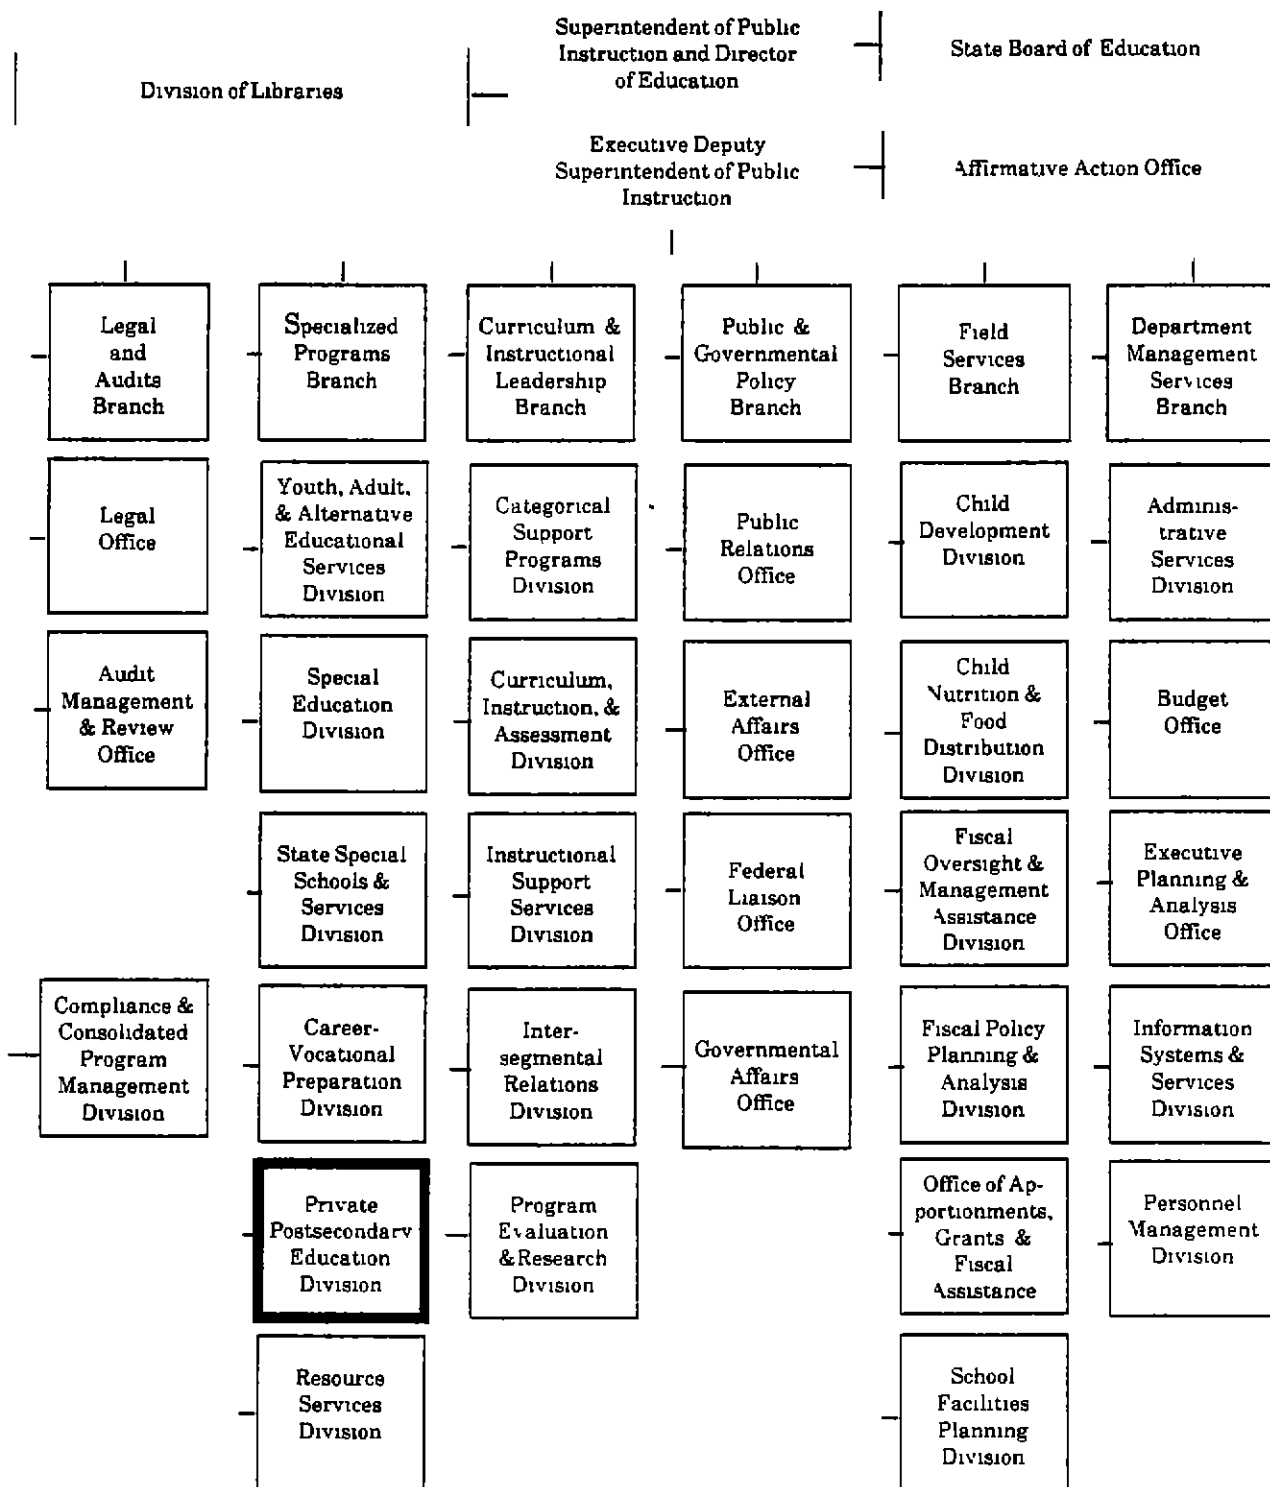 Superintendent of Public
Instruction and Director
of Education
State Board of Education
Division of Libraries
Executive Deputy
Superintendent of Public
Instruction
Affirmative Action Office
Legal
and
Audits
Branch
Specialized
Programs
Branch
Curriculum &
Instructional
Leadership
Branch
Public &
Governmental
Policy
Branch
Field
Services
Branch
Department
Management
Services
Branch
Legal
Office
Youth, Adult,
& Alternative
Educational
Services
Division
Categorical
Support
Programs
Division
Public
Relations
Office
Child
Development
Division
Adminis-
trative
Services
Division
Audit
Management
& Review
Office
Special
Education
Division
Curriculum,
Instruction, &
Assessment
Division
External
Affairs
Office
Child
Nutrition &
Food
Distribution
Division
Budget
Office
State Special
Schools &
Services
Division
Instructional
Support
Services
Division
Federal
Liaison
Office
Fiscal
Oversight &
Management
Assistance
Division
Executive
Planning &
Analysis
Office
Compliance &
Consolidated
Program
Management
Division
Career-
Vocational
Preparation
Division
Inter-
segmental
Relations
Division
Governmental
Affairs
Office
Fiscal Policy
Planning &
Analysis
Division
Information
Systems &
Services
Division
Private
Postsecondary
Education
Division
Program
Evaluation
& Research
Division
Office of Ap-
portionments,
Grants &
Fiscal
Assistance
Personnel
Management
Division
Resource
Services
Division
School
Facilities
Planning
Division